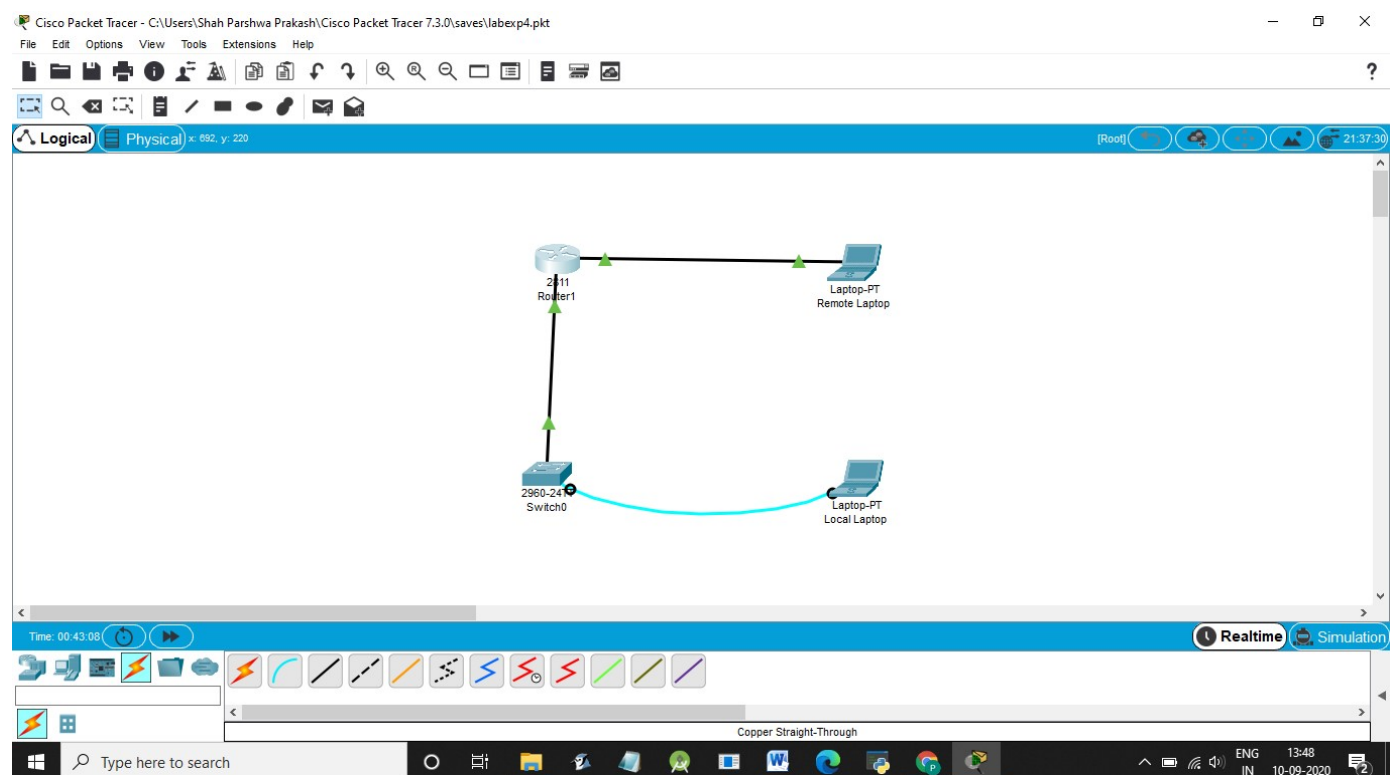 Cisco Packet Tracer - C:\Users\Shah Parshwa Prakash\Cisco Packet Tracer 7.3.0\saves\labexp4.pkt
File Edit Options View Tools Extensions Help
?
Logical Physical x: 692, y: 220 [Root] 21:37:30
2811
Router1
Laptop-PT
Remote Laptop
Switch0
Laptop-PT
Local Laptop
Time: 00:43:08 Realtime Simulation
Copper Straight-Through
Type here to search
ENG 13:48
IN 10-09-2020 2